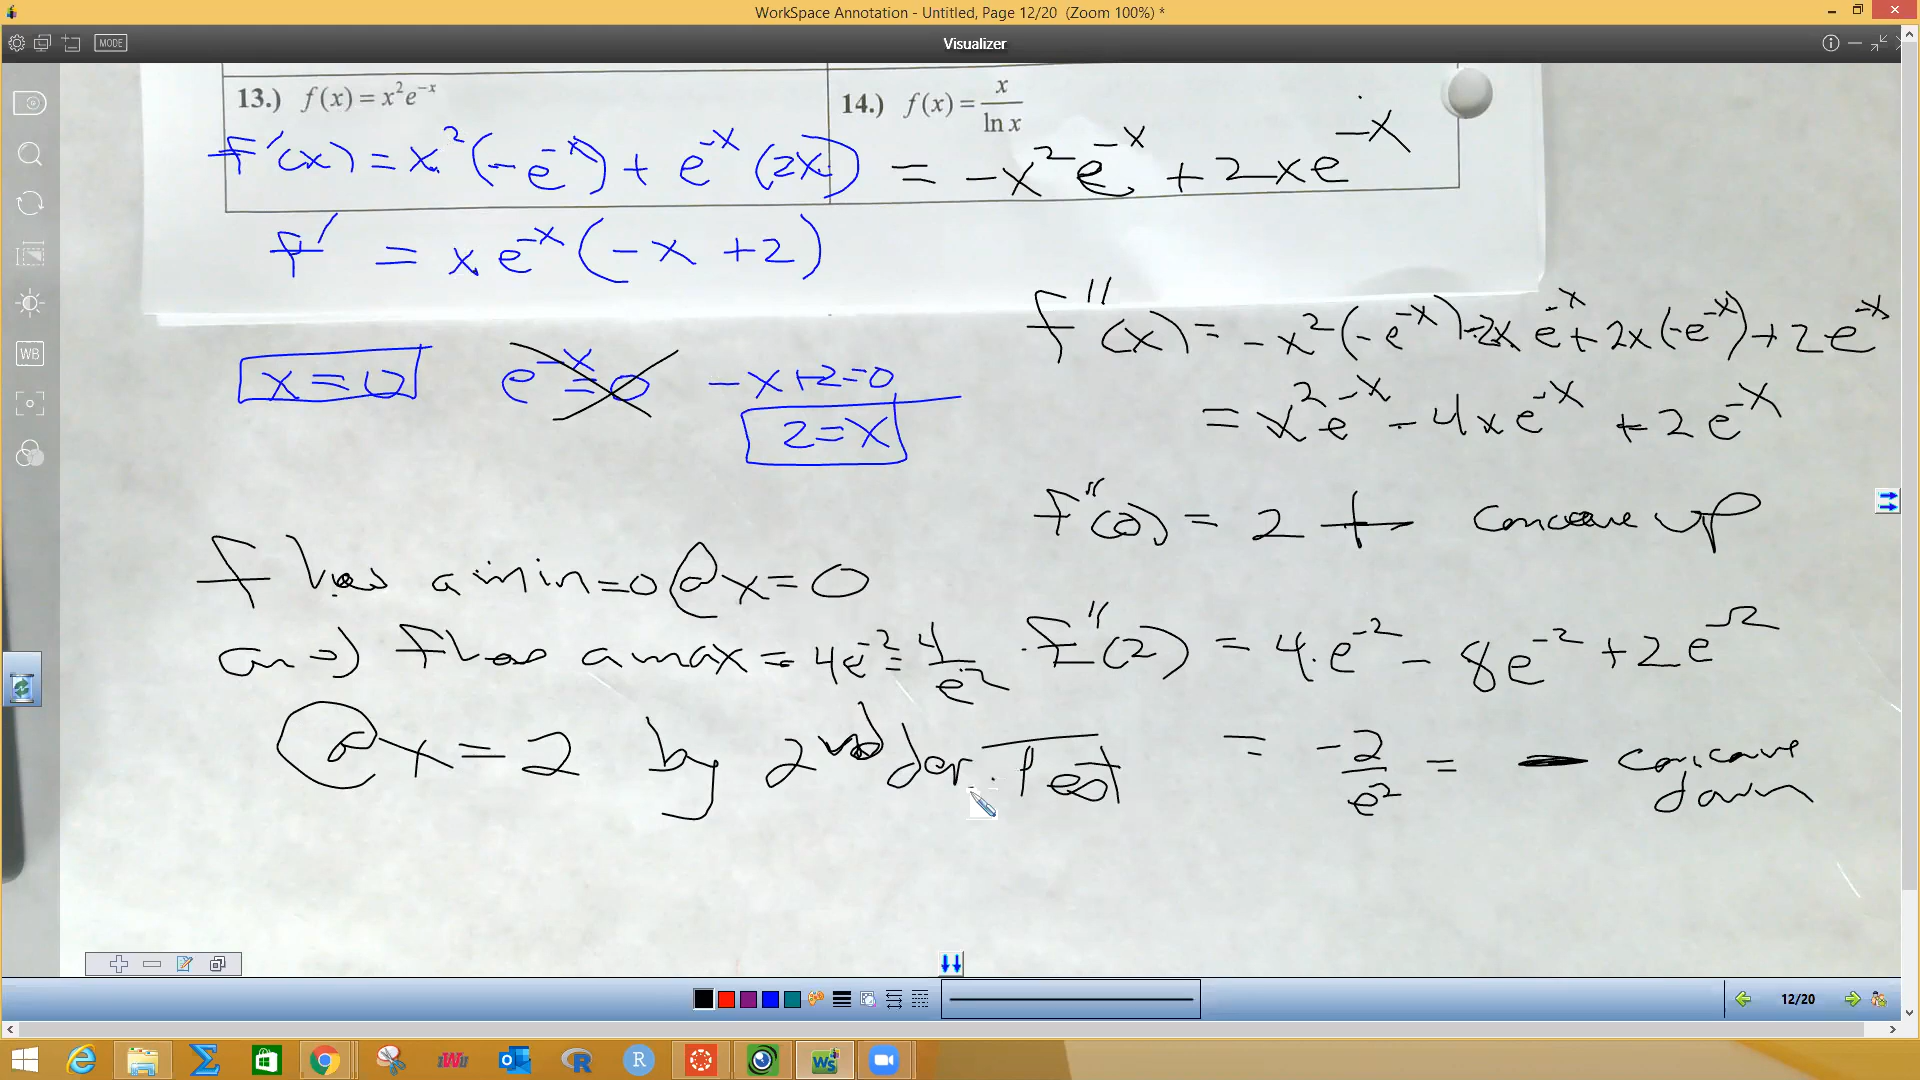 WorkSpace Annotation - Untitled, Page 12/20 (Zoom 100%) *
MODE
Visualizer
13.) f(x) = x²e⁻ˣ
14.) f(x) = x / ln x
f'(x) = x²(-e⁻ˣ) + e⁻ˣ(2x) = -x²e⁻ˣ + 2xe⁻ˣ
f' = xe⁻ˣ(-x + 2)
x = 0
e⁻ˣ = 0
-x + 2 = 0
2 = x
f''(x) = -x²(-e⁻ˣ) - 2x e⁻ˣ + 2x(-e⁻ˣ) + 2e⁻ˣ
= x²e⁻ˣ - 4xe⁻ˣ + 2e⁻ˣ
f''(0) = 2 + concave up
f has a min = 0 @ x = 0
and f has a max = 4e⁻² = 4/e²
@ x = 2 by 2nd der. Test
f''(2) = 4·e⁻² - 8e⁻² + 2e⁻²
= -2/e² = - concave
down
WB
12/20
WS